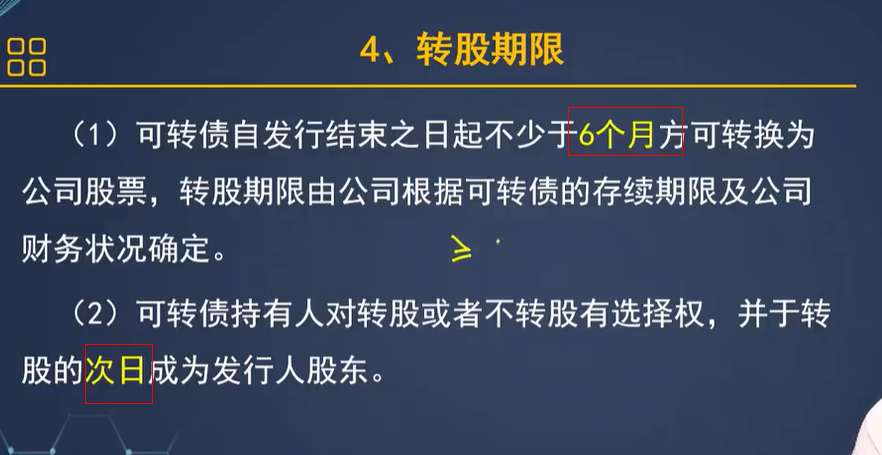 4、转股期限
（1）可转债自发行结束之日起不少于6个月方可转换为
公司股票，转股期限由公司根据可转债的存续期限及公司
财务状况确定。
≥
（2）可转债持有人对转股或者不转股有选择权，并于转
股的次日成为发行人股东。